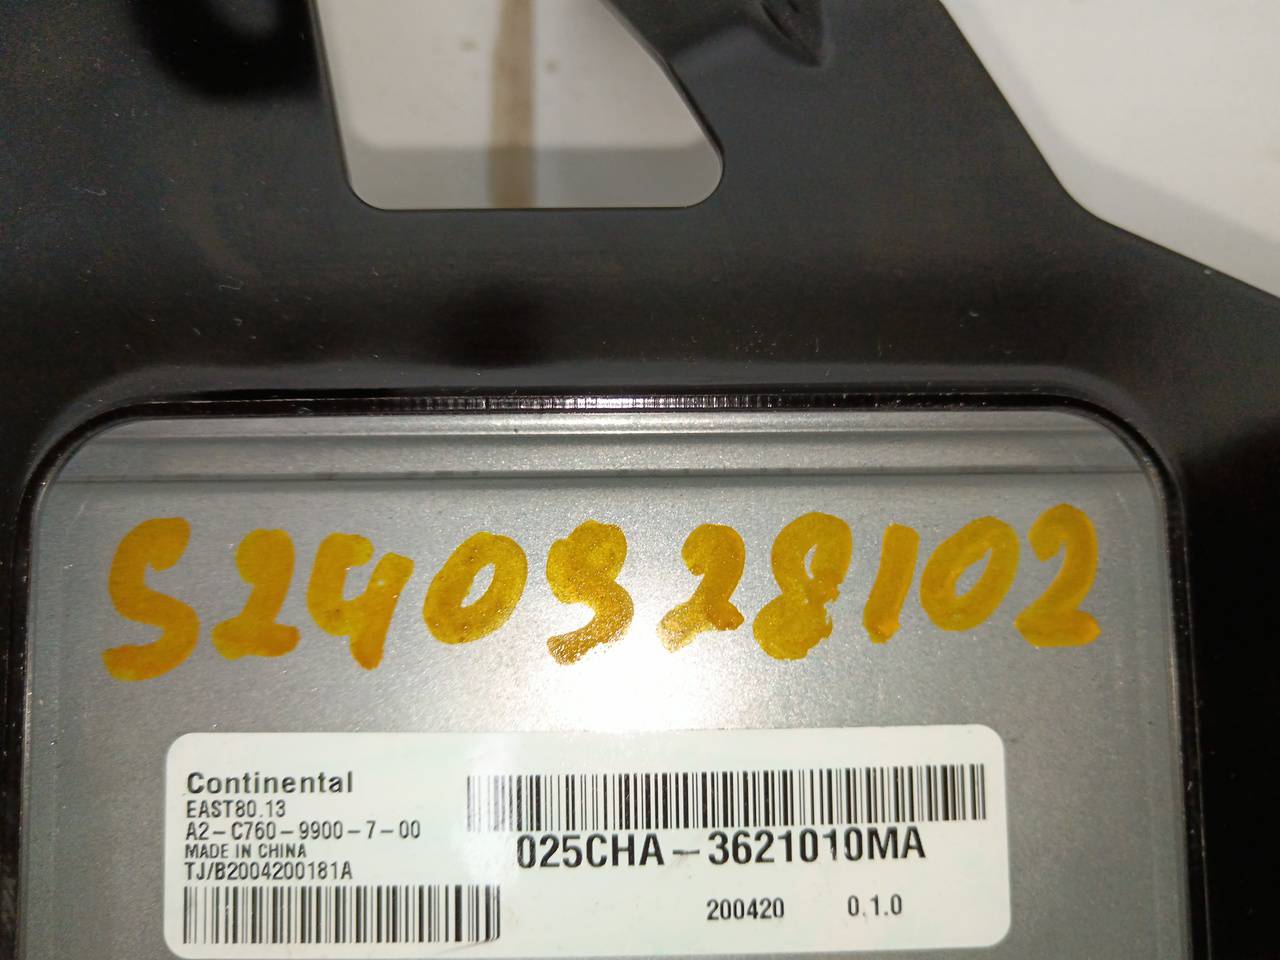 S240928102
Continental
EAST80.13
A2-C760-9900-7-00
MADE IN CHINA
TJ/B2004200181A
025CHA-3621010MA
200420 0.1.0